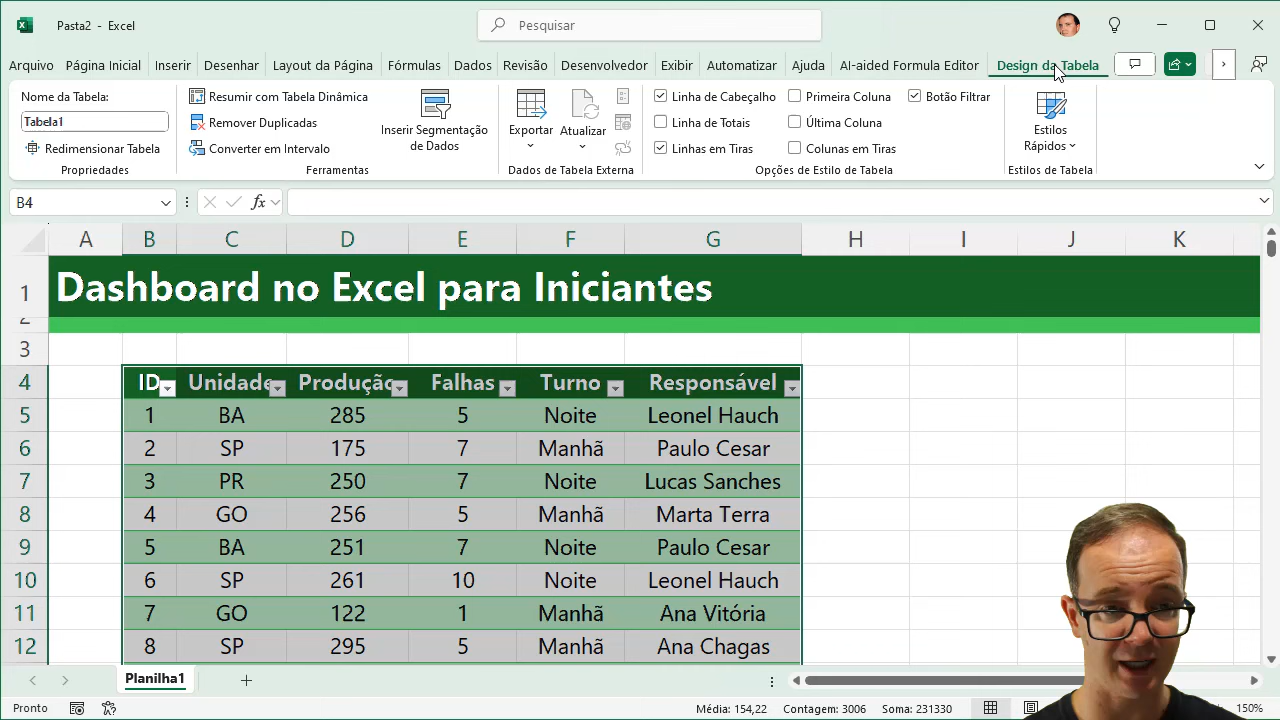 Pasta2 - Excel
Pesquisar
Arquivo Página Inicial Inserir Desenhar Layout da Página Fórmulas Dados Revisão Desenvolvedor Exibir Automatizar Ajuda AI-aided Formula Editor Design da Tabela
Nome da Tabela:
Tabela1
Redimensionar Tabela
Propriedades
Resumir com Tabela Dinâmica
Remover Duplicadas
Converter em Intervalo
Inserir Segmentação
de Dados
Ferramentas
Exportar
Atualizar
Dados de Tabela Externa
Linha de Cabeçalho Primeira Coluna Botão Filtrar
Linha de Totais Última Coluna
Linhas em Tiras Colunas em Tiras
Opções de Estilo de Tabela
Estilos
Rápidos
Estilos de Tabela
B4 fx
A B C D E F G H I J K
1 Dashboard no Excel para Iniciantes
2
3
4 ID Unidade Produção Falhas Turno Responsável
5 1 BA 285 5 Noite Leonel Hauch
6 2 SP 175 7 Manhã Paulo Cesar
7 3 PR 250 7 Noite Lucas Sanches
8 4 GO 256 5 Manhã Marta Terra
9 5 BA 251 7 Noite Paulo Cesar
10 6 SP 261 10 Noite Leonel Hauch
11 7 GO 122 1 Manhã Ana Vitória
12 8 SP 295 5 Manhã Ana Chagas
Planilha1
Pronto Média: 154,22 Contagem: 3006 Soma: 231330 150%